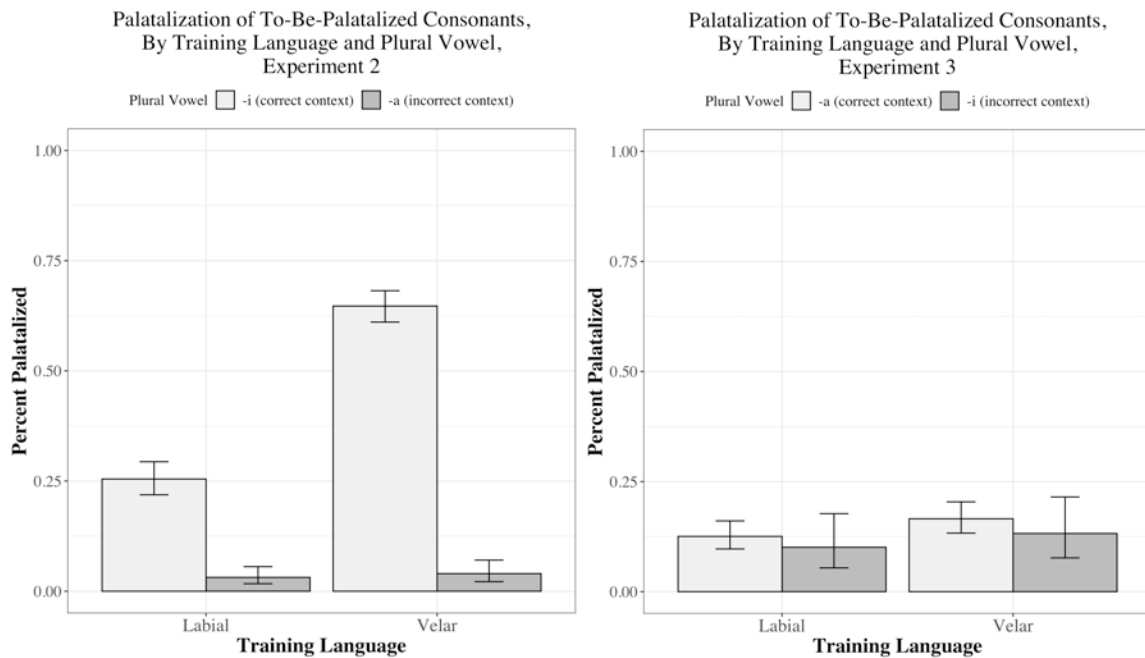 Palatalization of To-Be-Palatalized Consonants,
By Training Language and Plural Vowel,
Experiment 2
Plural Vowel -i (correct context) -a (incorrect context)
1.00
0.75
0.50
0.25
0.00
Percent Palatalized
Labial Velar
Training Language
Palatalization of To-Be-Palatalized Consonants,
By Training Language and Plural Vowel,
Experiment 3
Plural Vowel -a (correct context) -i (incorrect context)
1.00
0.75
0.50
0.25
0.00
Percent Palatalized
Labial Velar
Training Language